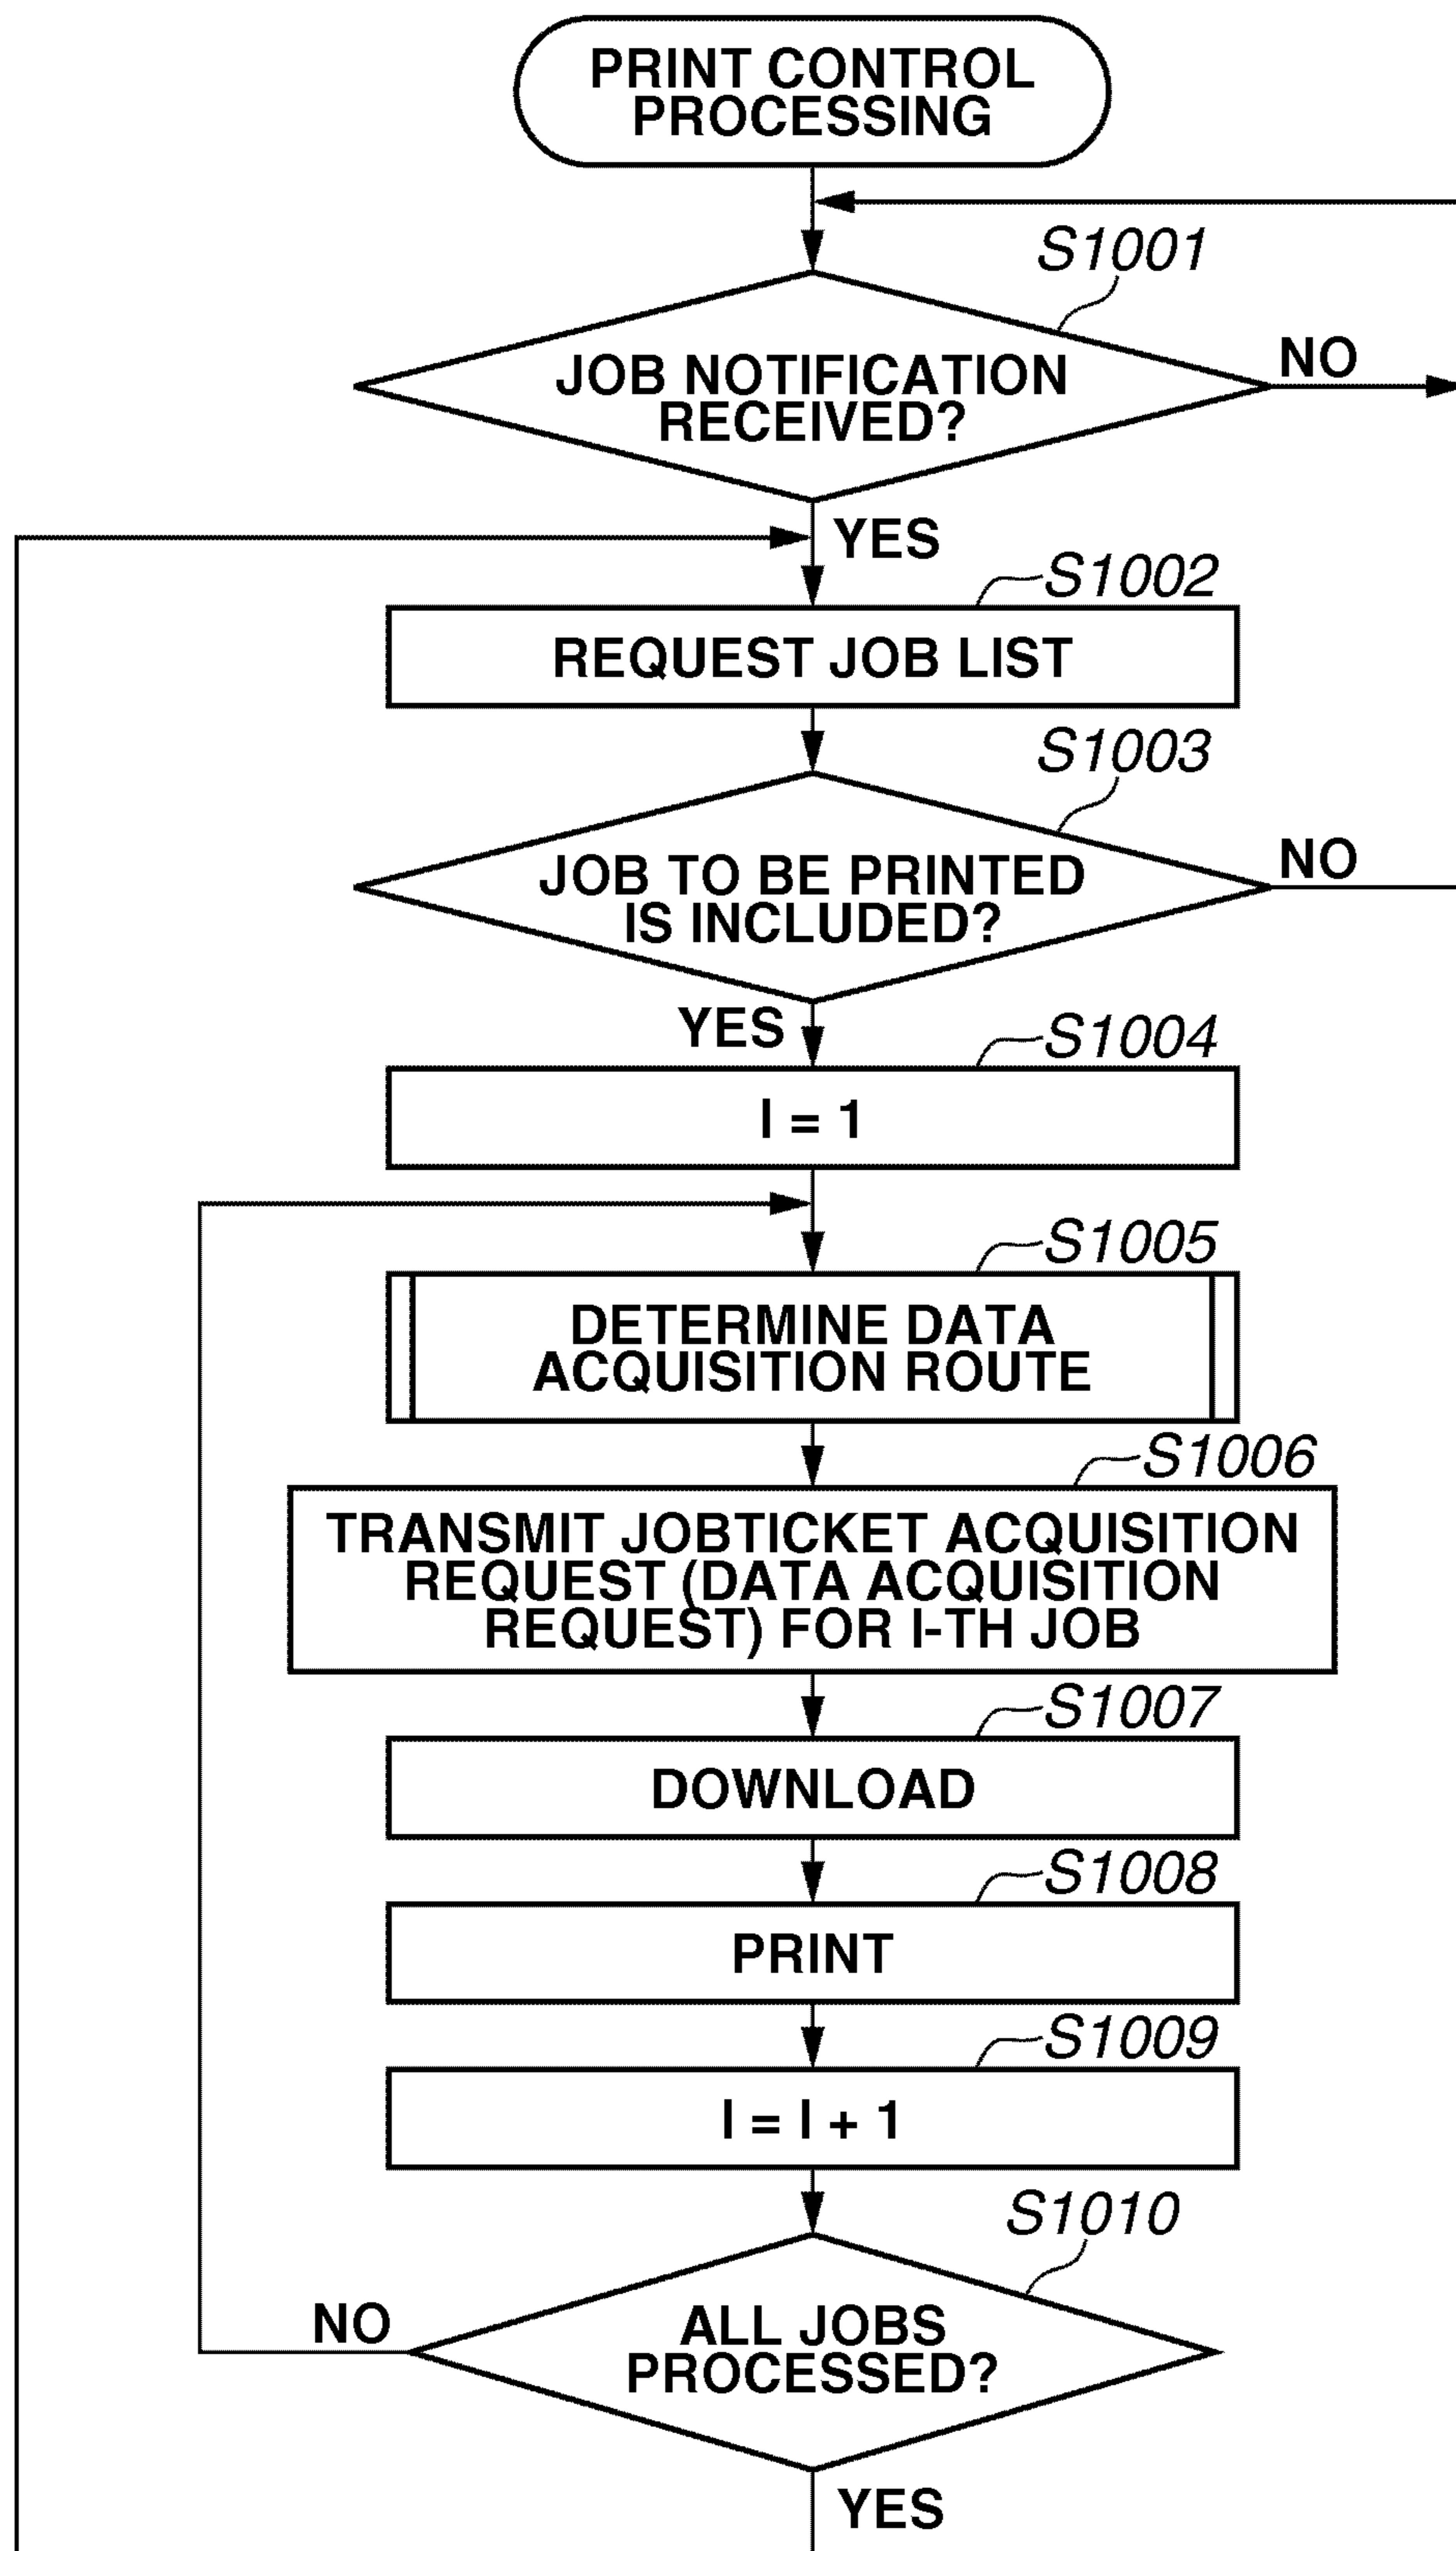 PRINT CONTROL
PROCESSING
S1001
JOB NOTIFICATION
RECEIVED?
NO
YES
S1002
REQUEST JOB LIST
S1003
JOB TO BE PRINTED
IS INCLUDED?
NO
YES
S1004
I = 1
S1005
DETERMINE DATA
ACQUISITION ROUTE
S1006
TRANSMIT JOBTICKET ACQUISITION
REQUEST (DATA ACQUISITION
REQUEST) FOR I-TH JOB
S1007
DOWNLOAD
S1008
PRINT
S1009
I = I + 1
S1010
ALL JOBS
PROCESSED?
NO
YES